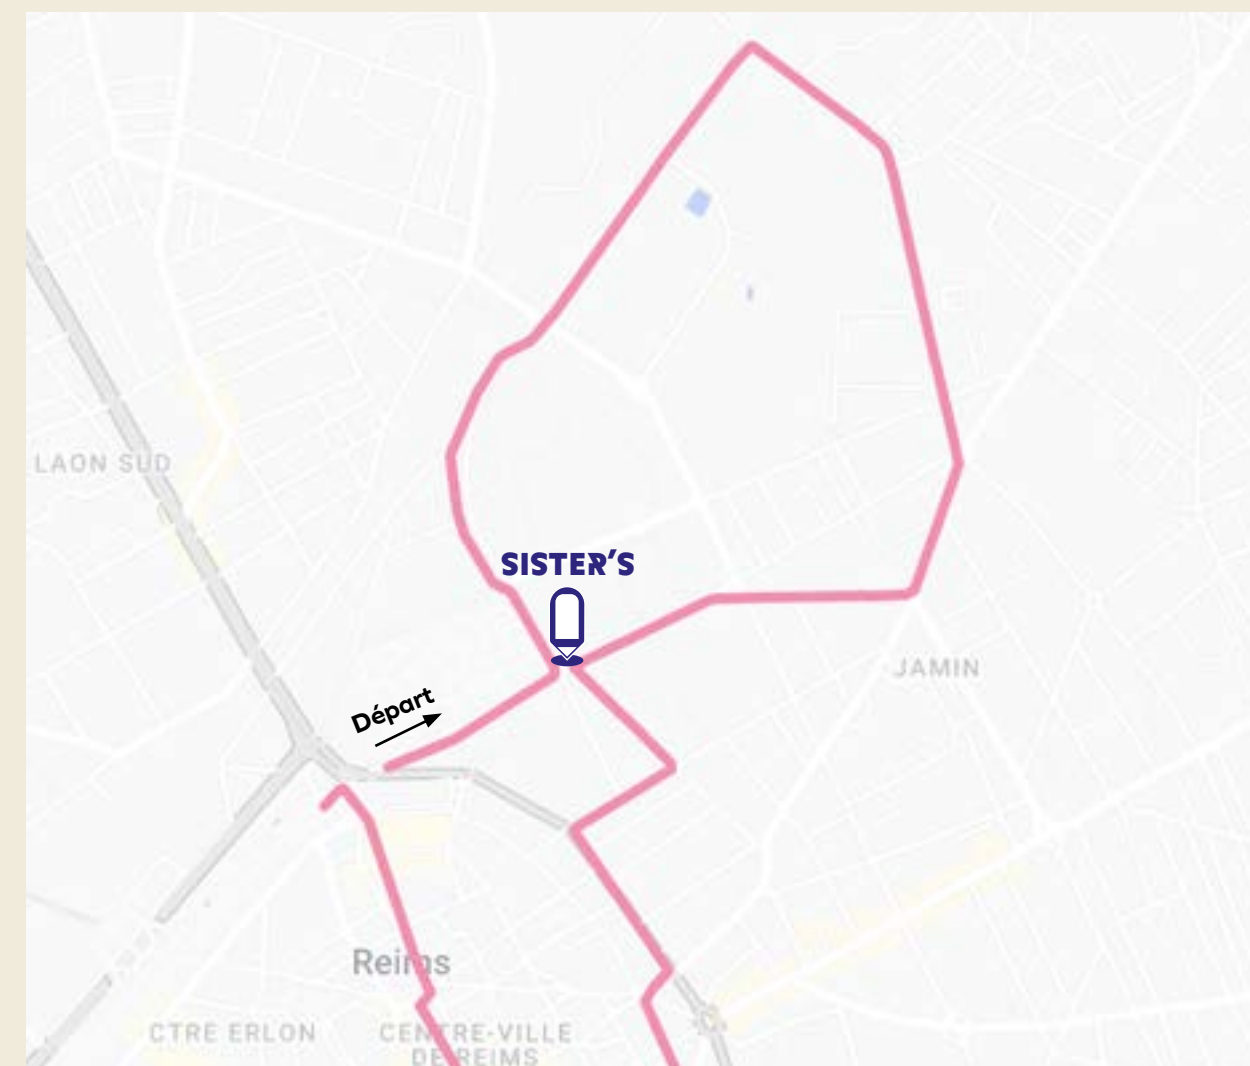 LAON SUD
SISTER'S
JAMIN
Départ
Reims
CTRE ERLON
CENTRE-VILLE
DE REIMS